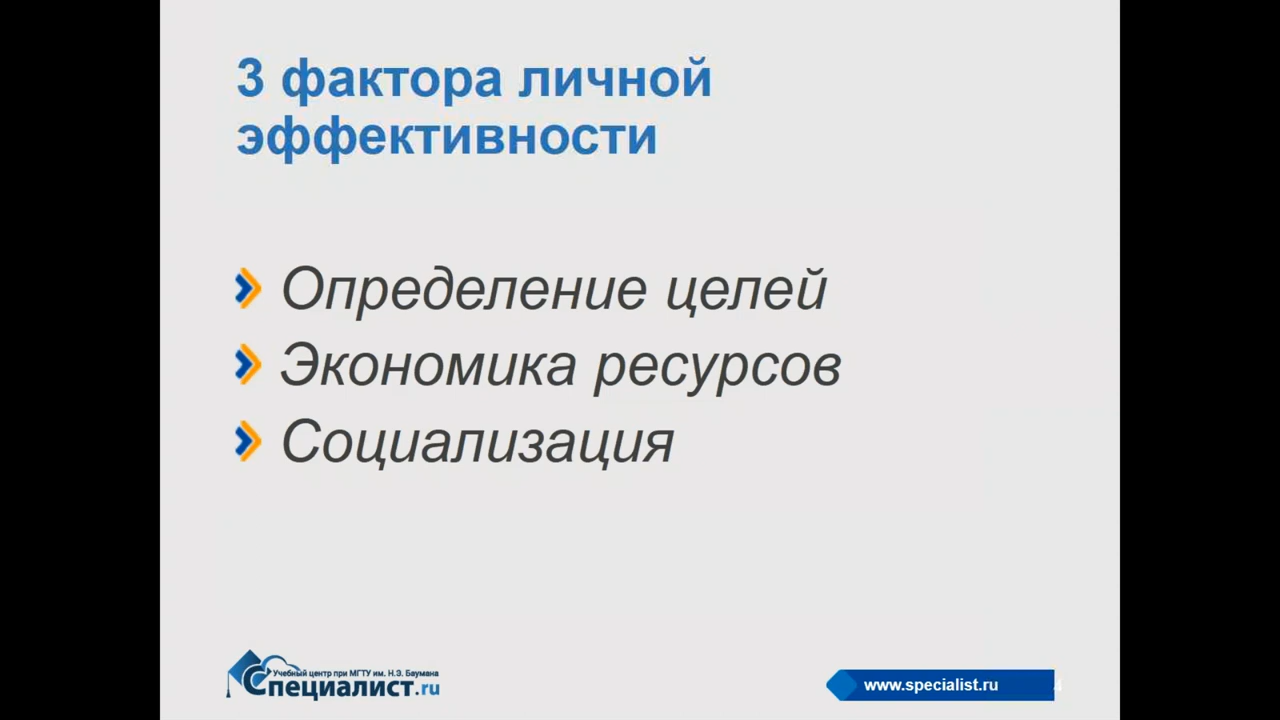 3 фактора личной
эффективности
Определение целей
Экономика ресурсов
Социализация
Учебный центр при МГТУ им. Н.Э. Баумана
Специалист.ru
www.specialist.ru